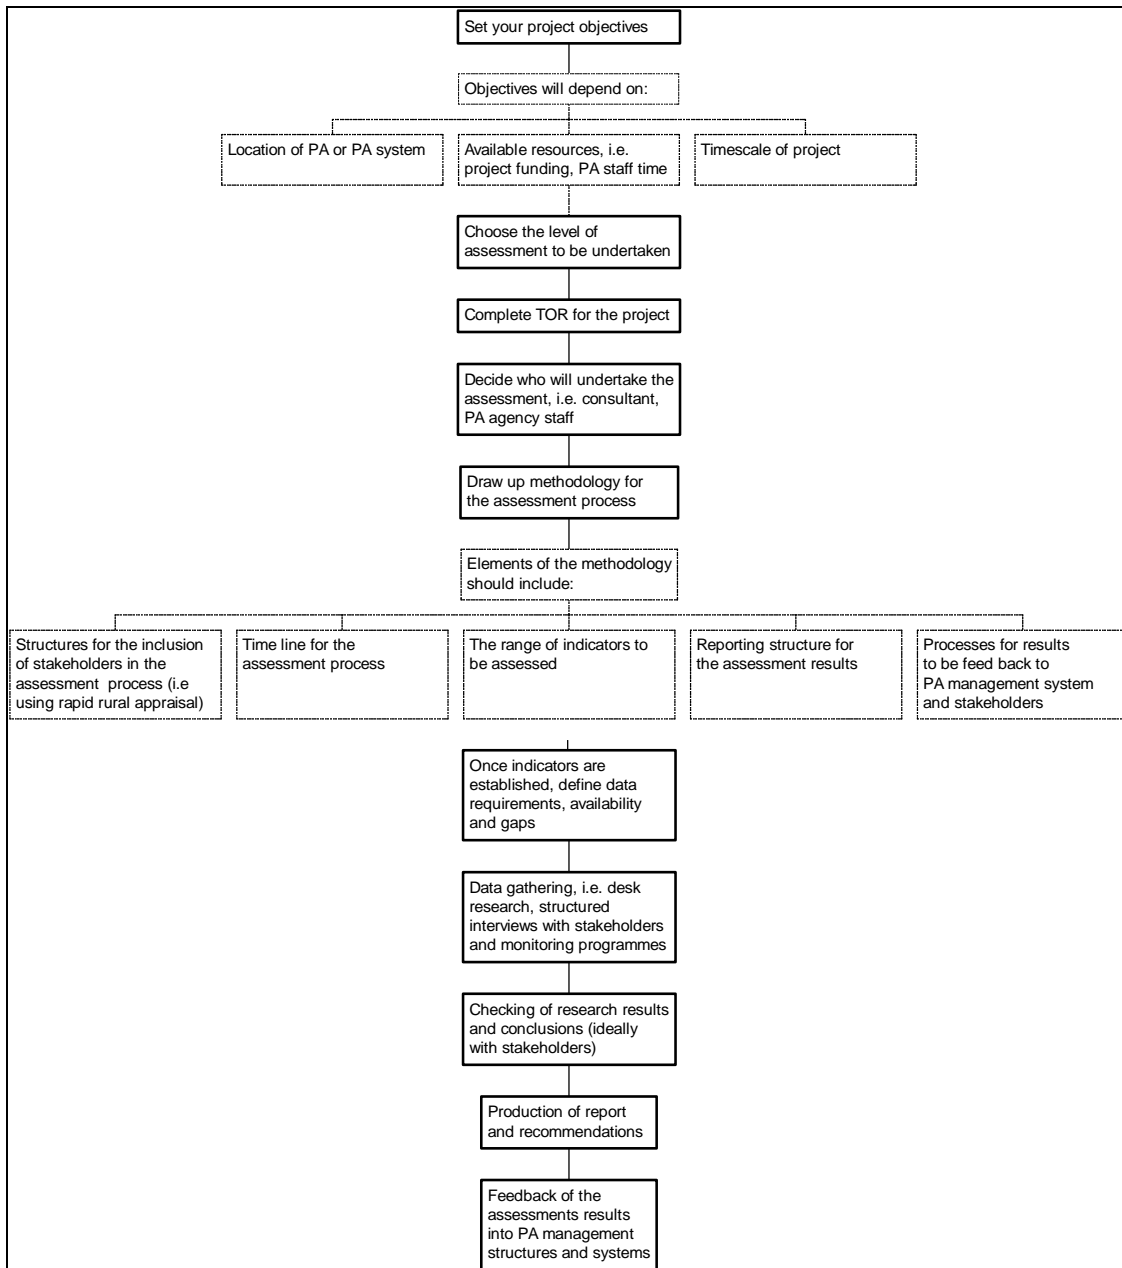 Set your project objectives
Objectives will depend on:
Location of PA or PA system
Available resources, i.e.
project funding, PA staff time
Timescale of project
Choose the level of
assessment to be undertaken
Complete TOR for the project
Decide who will undertake the
assessment, i.e. consultant,
PA agency staff
Draw up methodology for
the assessment process
Elements of the methodology
should include:
Structures for the inclusion
of stakeholders in the
assessment process (i.e
using rapid rural appraisal)
Time line for the
assessment process
The range of indicators to
be assessed
Reporting structure for
the assessment results
Processes for results
to be feed back to
PA management system
and stakeholders
Once indicators are
established, define data
requirements, availability
and gaps
Data gathering, i.e. desk
research, structured
interviews with stakeholders
and monitoring programmes
Checking of research results
and conclusions (ideally
with stakeholders)
Production of report
and recommendations
Feedback of the
assessments results
into PA management
structures and systems